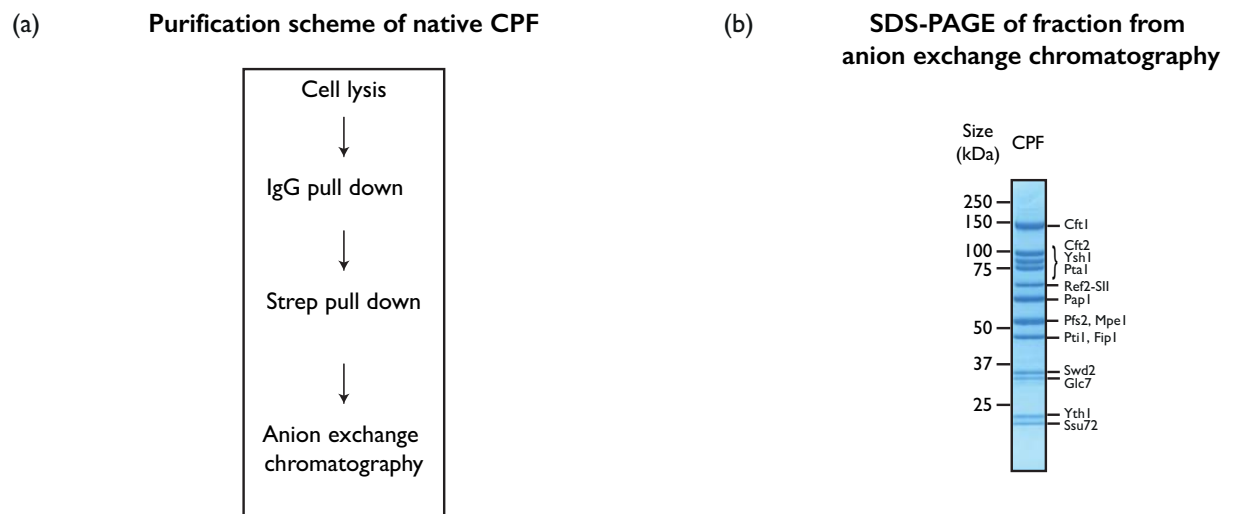 (a)
Purification scheme of native CPF
Cell lysis
IgG pull down
Strep pull down
Anion exchange
chromatography
(b)
SDS-PAGE of fraction from
anion exchange chromatography
Size
(kDa)
CPF
250
150
100
75
50
37
25
Cft1
Cft2
Ysh1
Pta1
Ref2-SII
Pap1
Pfs2, Mpe1
Pti1, Fip1
Swd2
Glc7
Yth1
Ssu72